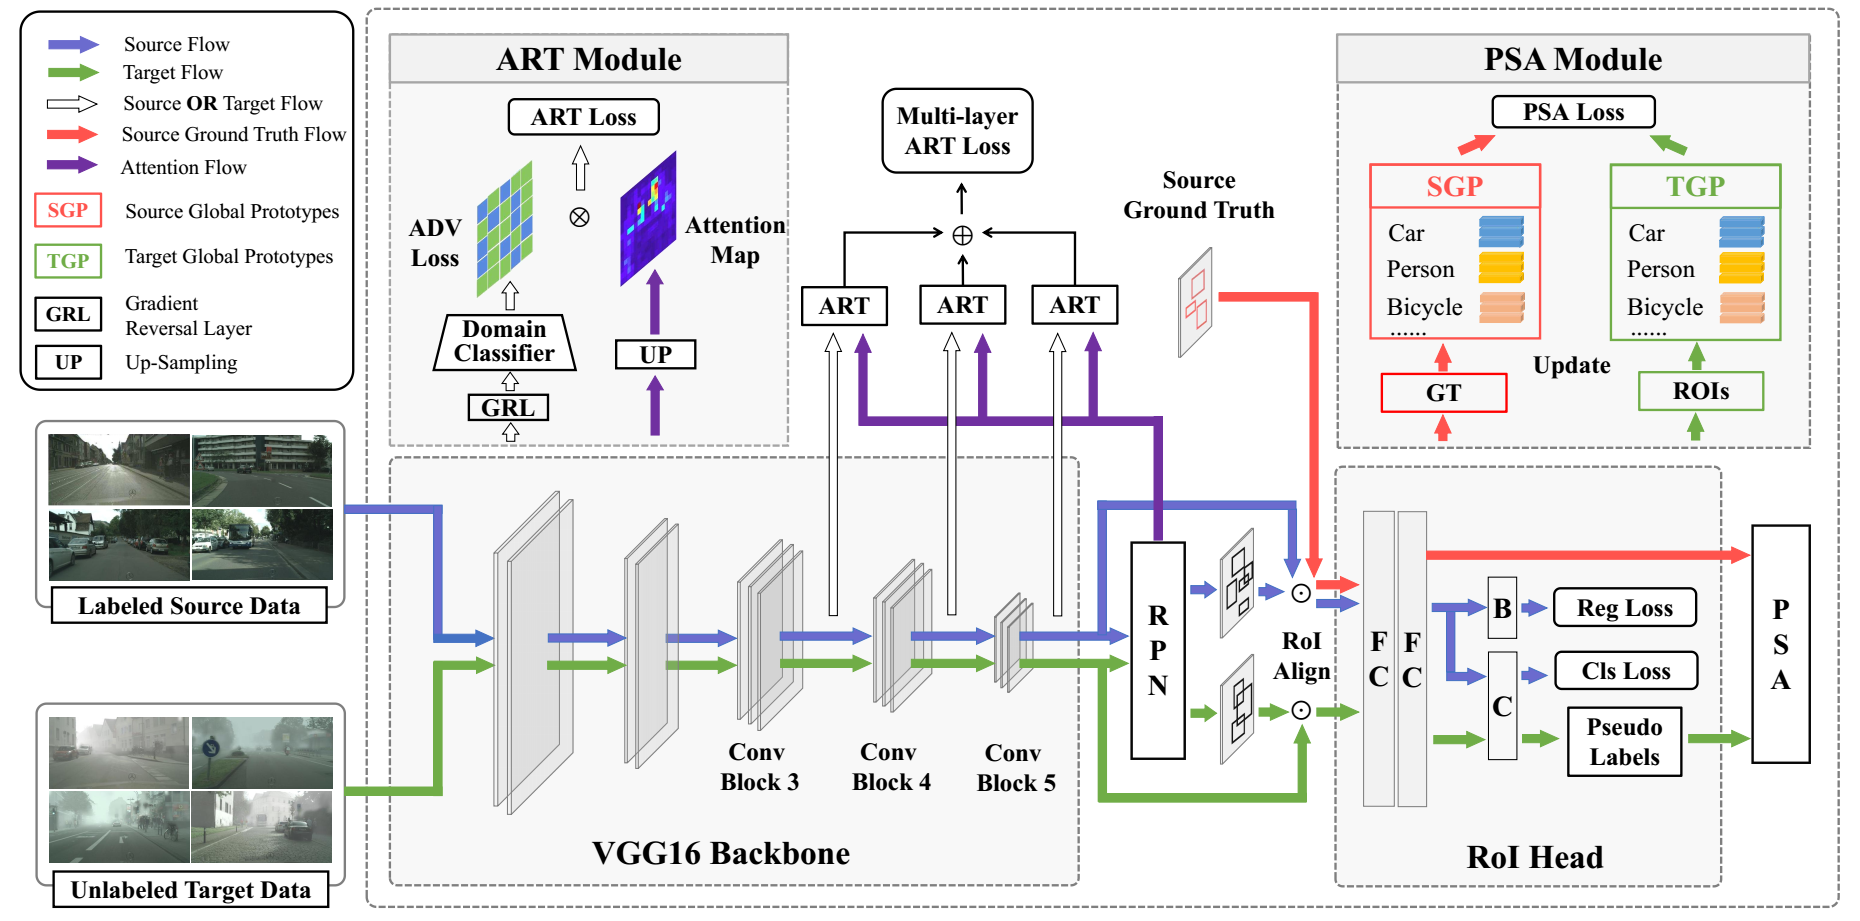 Source Flow
Target Flow
Source OR Target Flow
Source Ground Truth Flow
Attention Flow
SGP
Source Global Prototypes
TGP
Target Global Prototypes
GRL
Gradient
Reversal Layer
UP
Up-Sampling
Labeled Source Data
Unlabeled Target Data
ART Module
ART Loss
ADV
Loss
Attention
Map
Domain
Classifier
UP
GRL
Multi-layer
ART Loss
ART
ART
ART
Source
Ground Truth
PSA Module
PSA Loss
SGP
Car
Person
Bicycle
......
TGP
Car
Person
Bicycle
......
Update
GT
ROIs
Conv
Block 3
Conv
Block 4
Conv
Block 5
VGG16 Backbone
R
P
N
RoI
Align
F
C
F
C
B
C
Reg Loss
Cls Loss
Pseudo
Labels
RoI Head
P
S
A